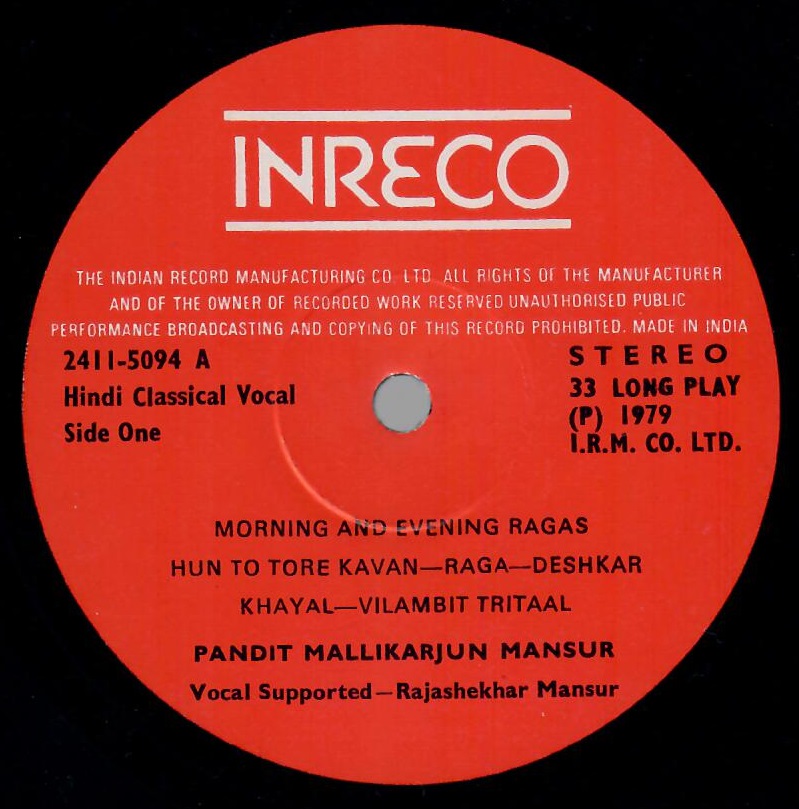 INRECO
THE INDIAN RECORD MANUFACTURING CO. LTD. ALL RIGHTS OF THE MANUFACTURER
AND OF THE OWNER OF RECORDED WORK RESERVED UNAUTHORISED PUBLIC
PERFORMANCE BROADCASTING AND COPYING OF THIS RECORD PROHIBITED. MADE IN INDIA
2411-5094 A
Hindi Classical Vocal
Side One
STEREO
33 LONG PLAY
(P) 1979
I.R.M. CO. LTD.
MORNING AND EVENING RAGAS
HUN TO TORE KAVAN—RAGA—DESHKAR
KHAYAL—VILAMBIT TRITAAL
PANDIT MALLIKARJUN MANSUR
Vocal Supported—Rajashekhar Mansur